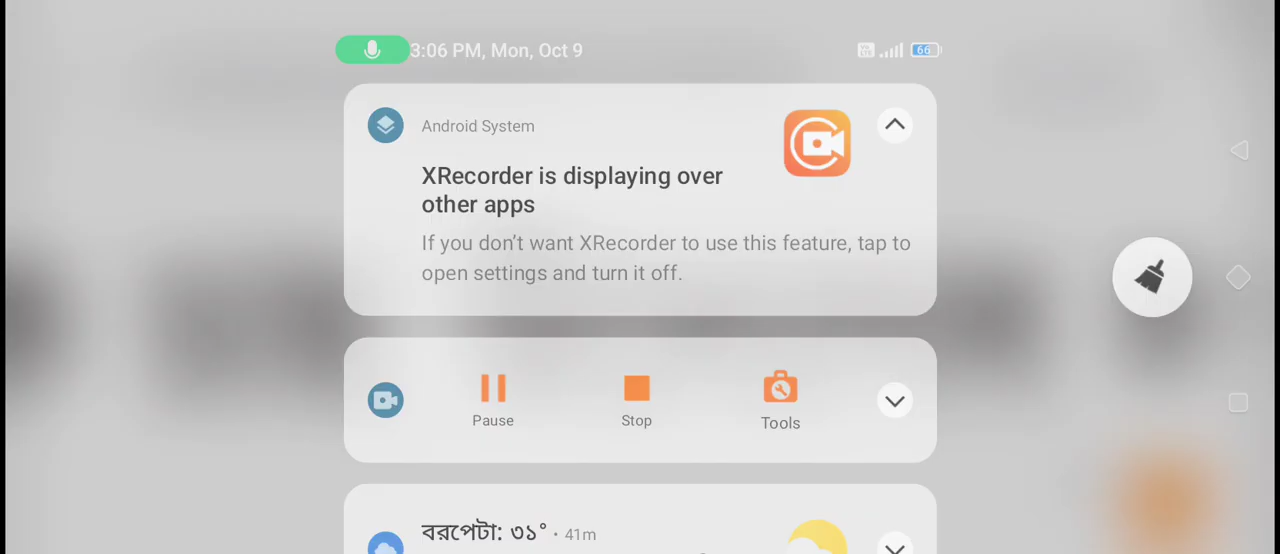 3:06 PM, Mon, Oct 9
66
Android System
XRecorder is displaying over
other apps
If you don’t want XRecorder to use this feature, tap to
open settings and turn it off.
Pause
Stop
Tools
বরপেটা: ৩১° • 41m